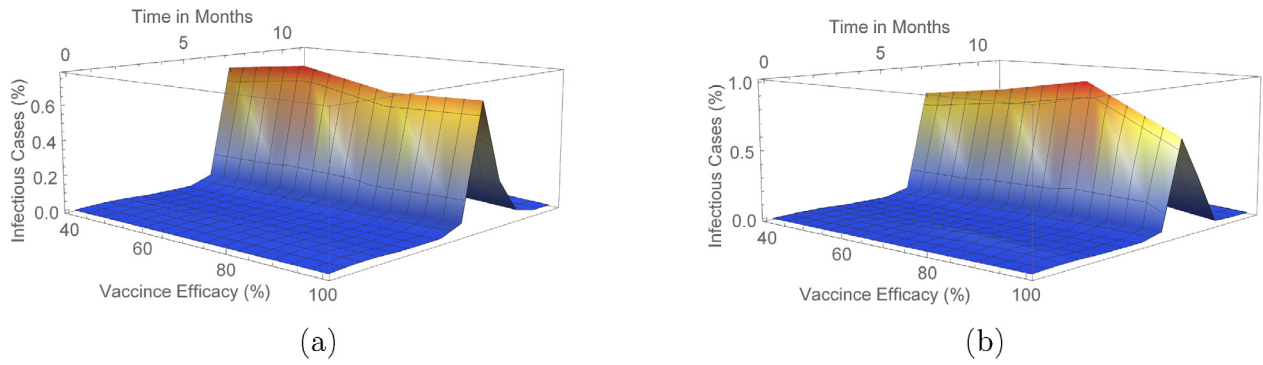 Time in Months
0 5 10
Infectious Cases (%)
0.6
0.4
0.2
0.0
40 60 80 100
Vaccince Efficacy (%)
(a)
Time in Months
0 5 10
Infectious Cases (%)
1.0
0.5
0.0
40 60 80 100
Vaccince Efficacy (%)
(b)